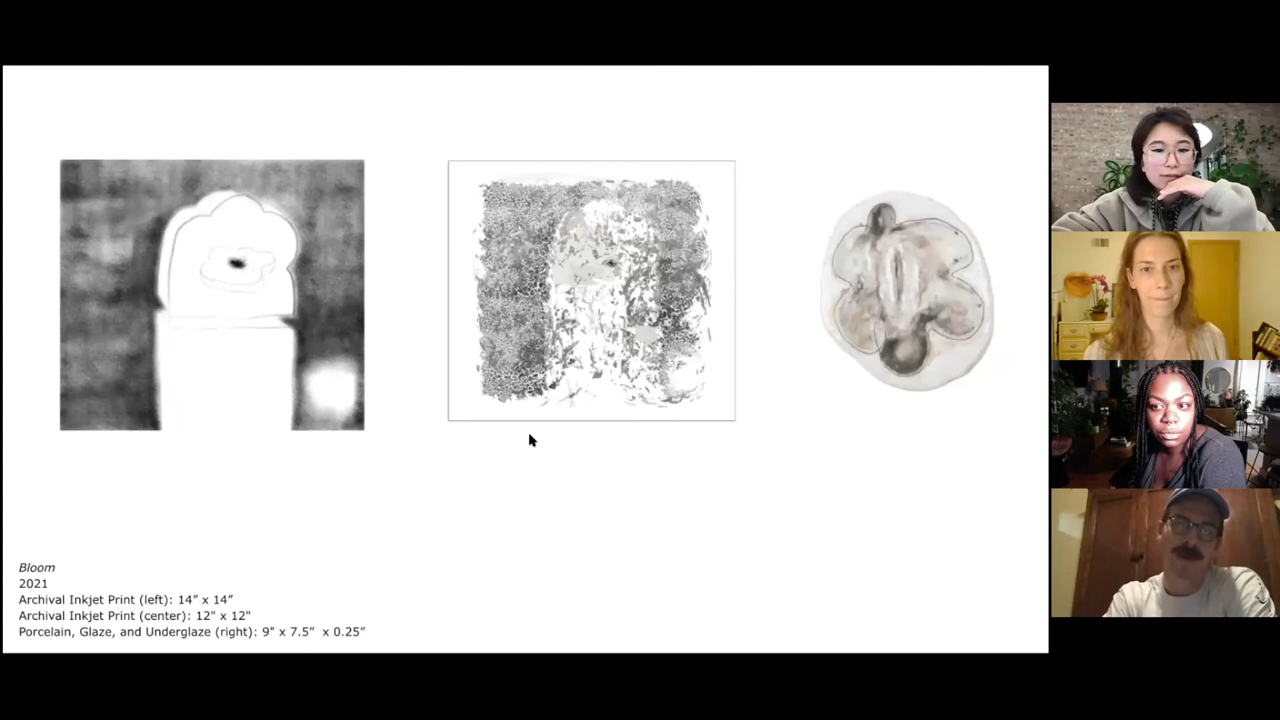 Bloom
2021
Archival Inkjet Print (left): 14” x 14”
Archival Inkjet Print (center): 12" x 12"
Porcelain, Glaze, and Underglaze (right): 9" x 7.5” x 0.25”